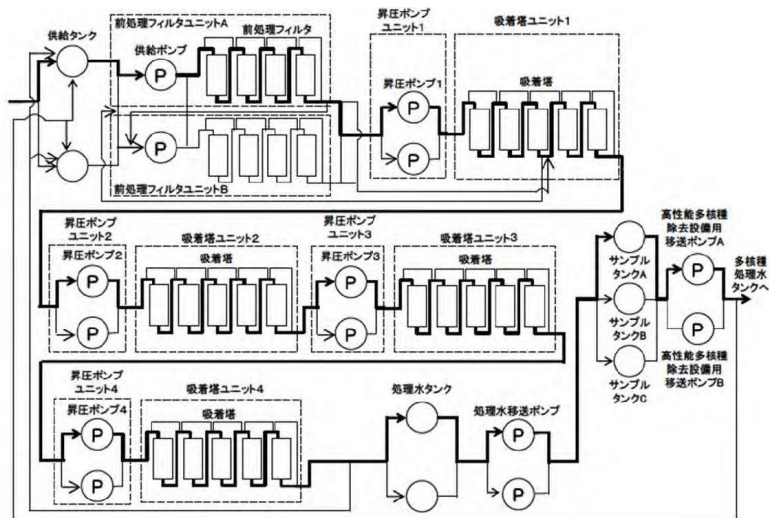 前処理フィルタユニットA
供給タンク
供給ポンプ
前処理フィルタ
P
P
前処理フィルタユニットB
昇圧ポンプ
ユニット1
昇圧ポンプ1
P
P
吸着塔ユニット1
吸着塔
昇圧ポンプ
ユニット2
昇圧ポンプ2
P
P
吸着塔ユニット2
吸着塔
昇圧ポンプ
ユニット3
昇圧ポンプ3
P
P
吸着塔ユニット3
吸着塔
サンプル
タンクA
サンプル
タンクB
サンプル
タンクC
高性能多核種
除去設備用
移送ポンプA
P
P
高性能多核種
除去設備用
移送ポンプB
多核種
処理水
タンクへ
昇圧ポンプ
ユニット4
昇圧ポンプ4
P
P
吸着塔ユニット4
吸着塔
処理水タンク
処理水移送ポンプ
P
P